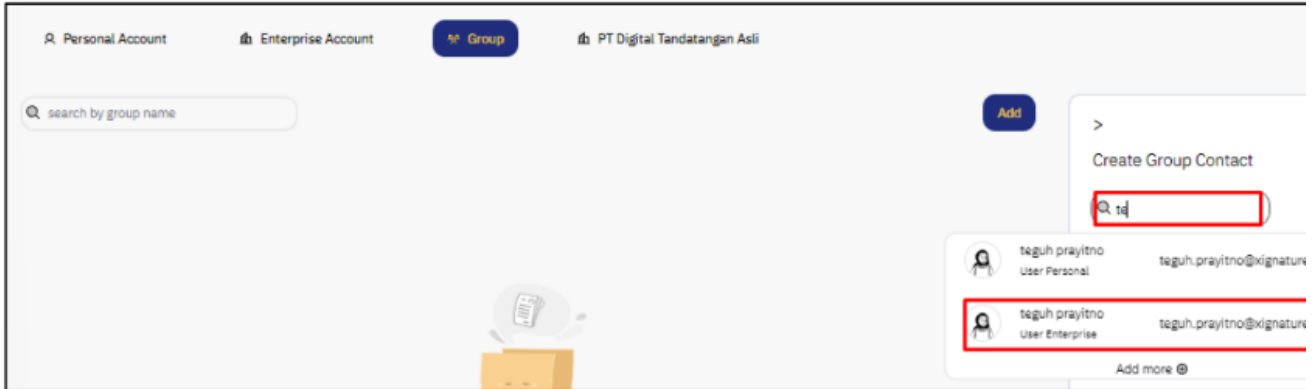 Personal Account
Enterprise Account
Group
PT Digital Tandatangan Asli
search by group name
Add
>
Create Group Contact
te
teguh prayitno
User Personal
teguh.prayitno@xignature
teguh prayitno
User Enterprise
teguh.prayitno@xignature
Add more